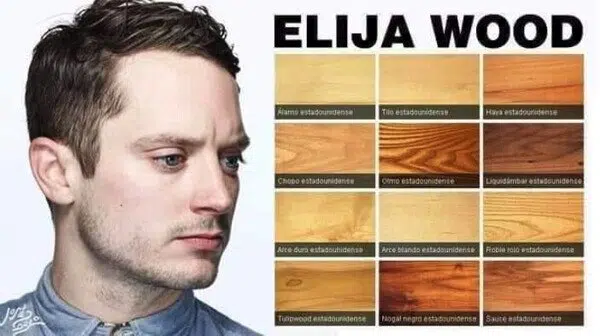 ELIJA WOOD
Álamo estadounidense
Tilo estadounidense
Haya estadounidense
Chopo estadounidense
Olmo estadounidense
Liquidámbar estadounidense
Arce duro estadounidense
Arce blando estadounidense
Roble rojo estadounidense
Tulipwood estadounidense
Nogal negro estadounidense
Sauce estadounidense